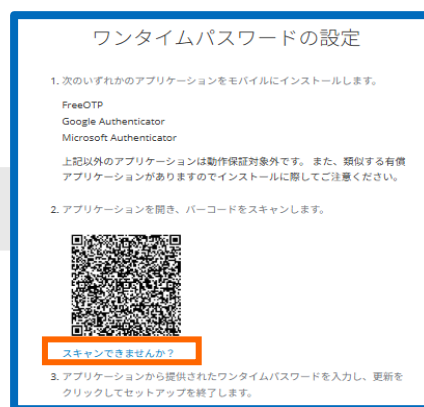 ワンタイムパスワードの設定
1. 次のいずれかのアプリケーションをモバイルにインストールします。
FreeOTP
Google Authenticator
Microsoft Authenticator
上記以外のアプリケーションは動作保証対象外です。 また、類似する有償
アプリケーションがありますのでインストールに際してご注意ください。
2. アプリケーションを開き、バーコードをスキャンします。
スキャンできませんか？
3. アプリケーションから提供されたワンタイムパスワードを入力し、更新を
クリックしてセットアップを終了します。